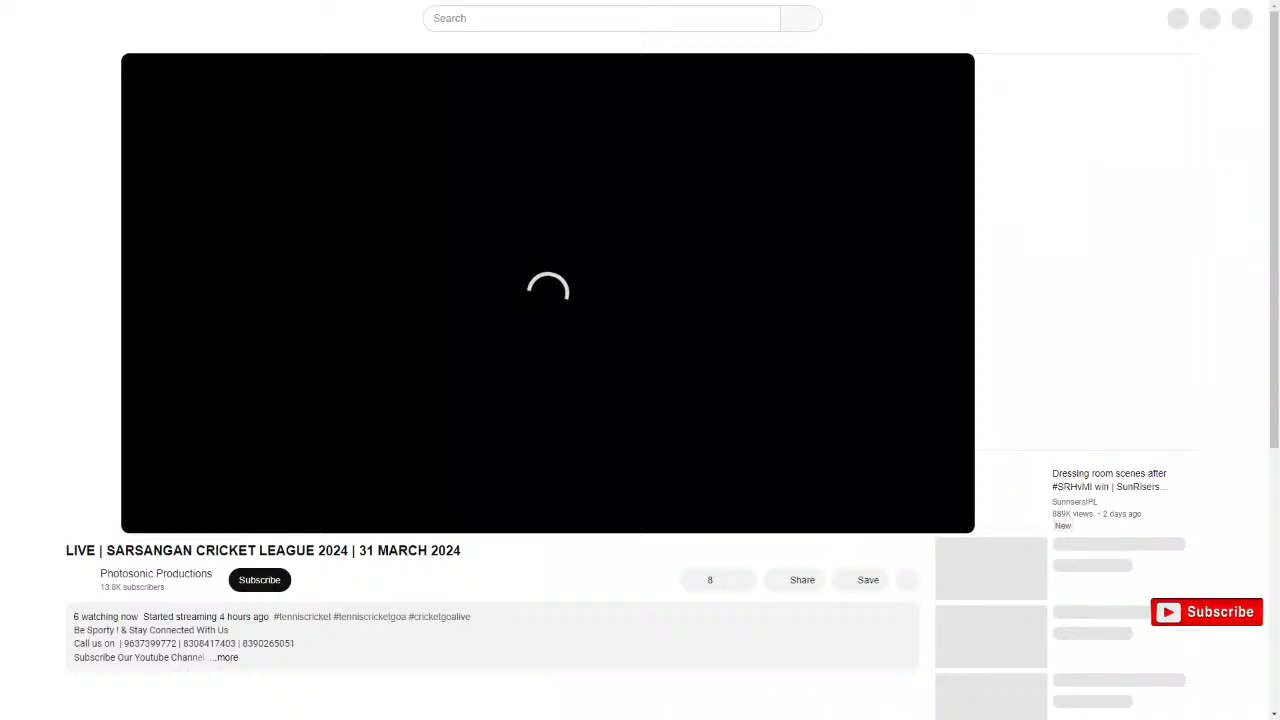 Search
LIVE | SARSANGAN CRICKET LEAGUE 2024 | 31 MARCH 2024
Photosonic Productions
13.8K subscribers
Subscribe
8
Share
Save
6 watching now Started streaming 4 hours ago #tenniscricket #tenniscricketgoa #cricketgoalive
Be Sporty ! & Stay Connected With Us
Call us on | 9637399772 | 8308417403 | 8390265051
Subscribe Our Youtube Channel. ...more
Dressing room scenes after
#SRHvMI win | SunRisers...
SunrisersIPL
889K views • 2 days ago
New
Subscribe